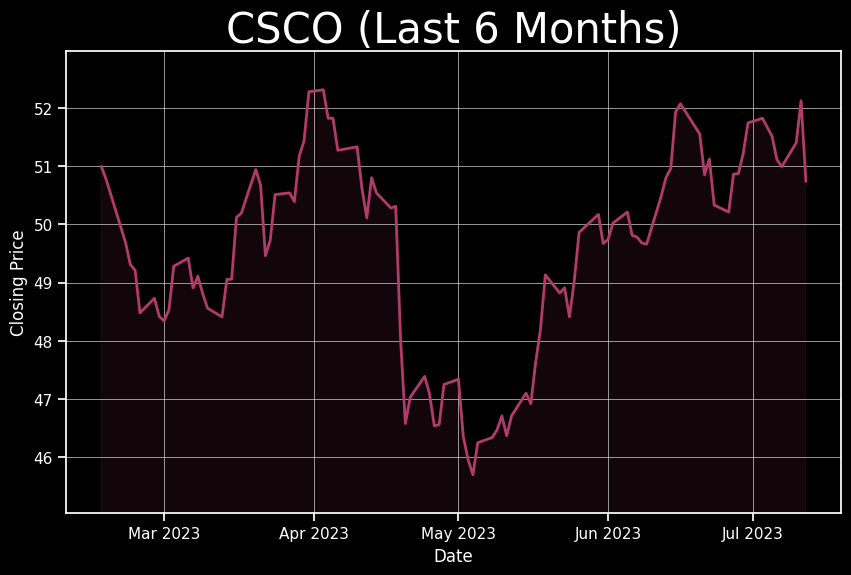 CSCO (Last 6 Months)
52
51
50
49
48
47
46
Closing Price
Mar 2023
Apr 2023
May 2023
Jun 2023
Jul 2023
Date